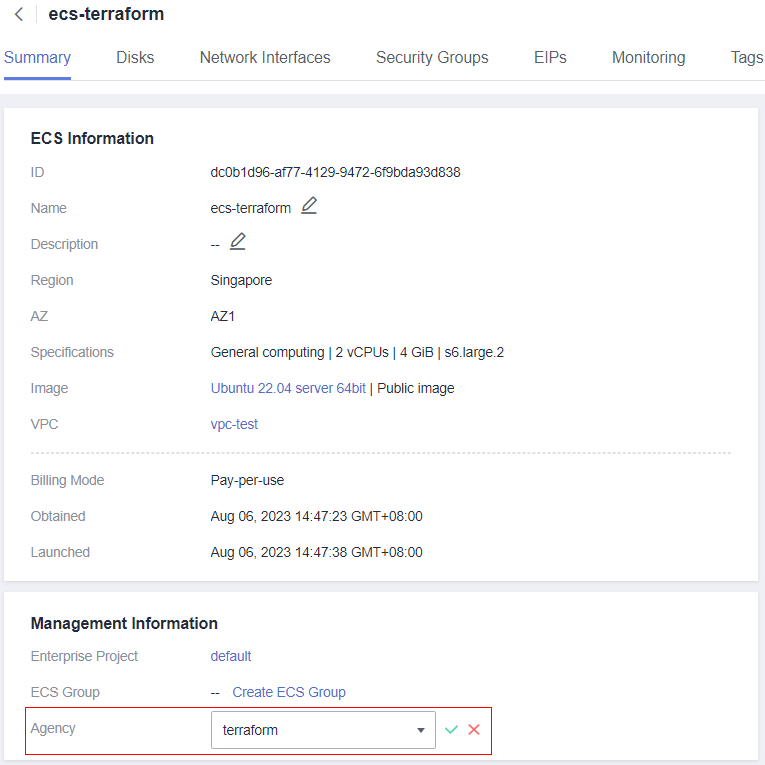 ecs-terraform
Summary Disks Network Interfaces Security Groups EIPs Monitoring Tags
ECS Information
ID dc0b1d96-af77-4129-9472-6f9bda93d838
Name ecs-terraform
Description --
Region Singapore
AZ AZ1
Specifications General computing | 2 vCPUs | 4 GiB | s6.large.2
Image Ubuntu 22.04 server 64bit | Public image
VPC vpc-test
Billing Mode Pay-per-use
Obtained Aug 06, 2023 14:47:23 GMT+08:00
Launched Aug 06, 2023 14:47:38 GMT+08:00
Management Information
Enterprise Project default
ECS Group -- Create ECS Group
Agency terraform